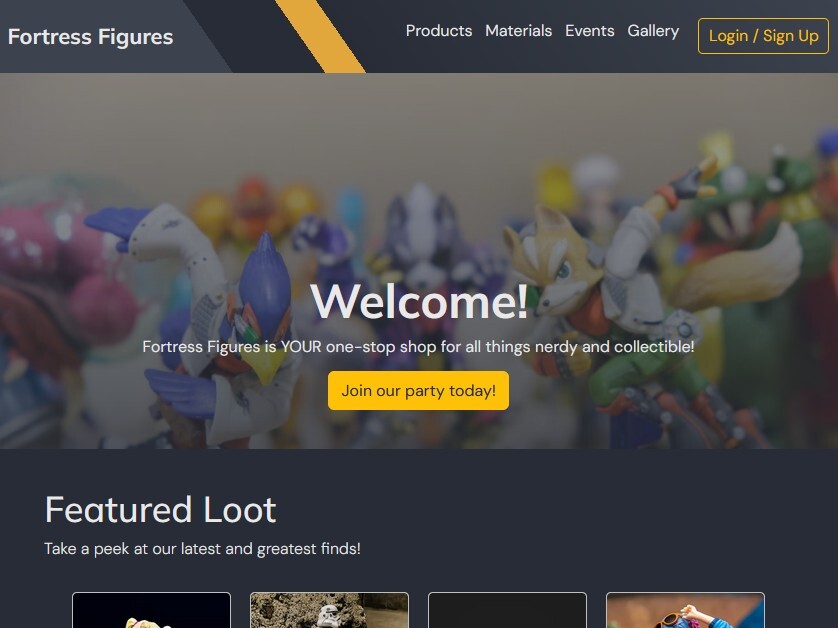 Fortress Figures
Products Materials Events Gallery Login / Sign Up
Welcome!
Fortress Figures is YOUR one-stop shop for all things nerdy and collectible!
Join our party today!
Featured Loot
Take a peek at our latest and greatest finds!